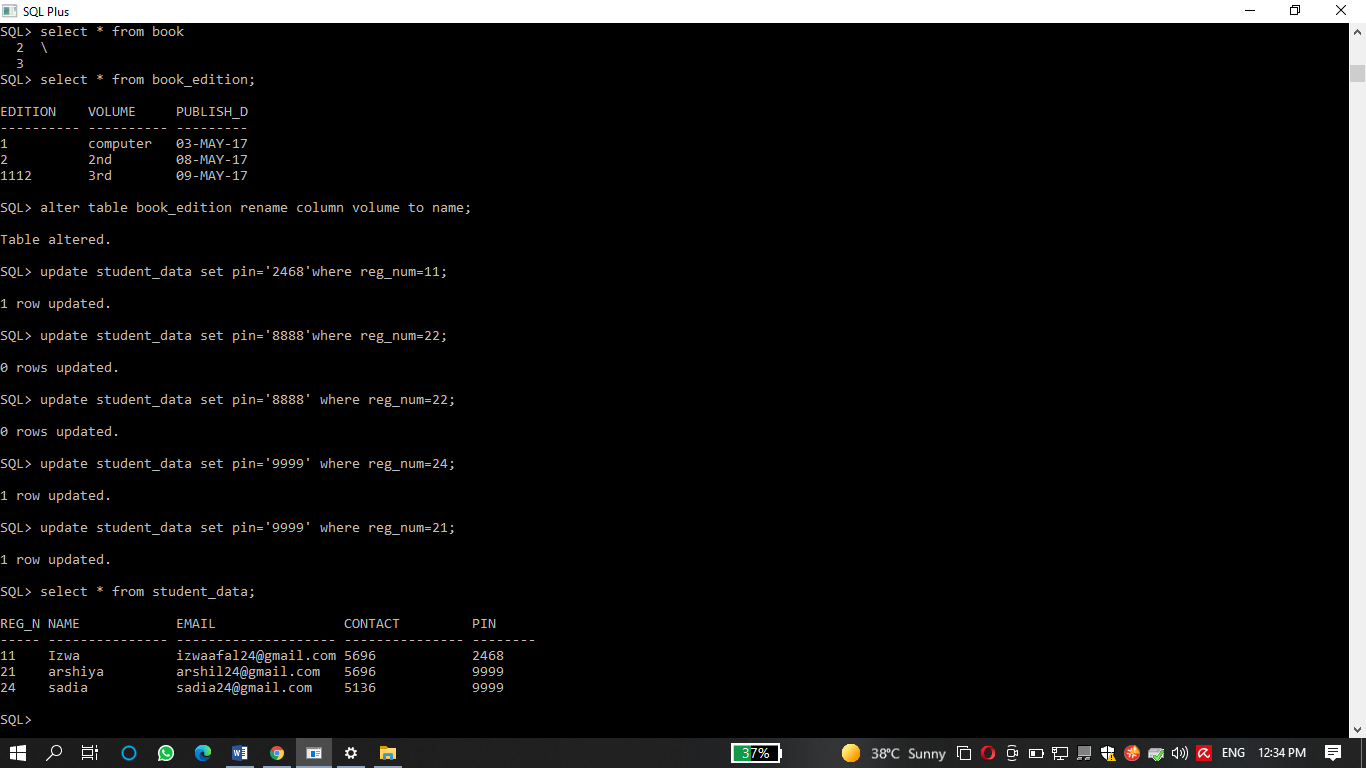 SQL Plus
SQL> select * from book
  2  \
  3
SQL> select * from book_edition;
EDITION    VOLUME     PUBLISH_D
---------- ---------- ---------
1          computer   03-MAY-17
2          2nd        08-MAY-17
1112       3rd        09-MAY-17
SQL> alter table book_edition rename column volume to name;
Table altered.
SQL> update student_data set pin='2468'where reg_num=11;
1 row updated.
SQL> update student_data set pin='8888'where reg_num=22;
0 rows updated.
SQL> update student_data set pin='8888' where reg_num=22;
0 rows updated.
SQL> update student_data set pin='9999' where reg_num=24;
1 row updated.
SQL> update student_data set pin='9999' where reg_num=21;
1 row updated.
SQL> select * from student_data;
REG_N NAME            EMAIL                CONTACT         PIN
----- --------------- -------------------- --------------- --------
11    Izwa            izwaafal24@gmail.com 5696            2468
21    arshiya         arshil24@gmail.com   5696            9999
24    sadia           sadia24@gmail.com    5136            9999
SQL>
37% 38°C Sunny ENG 12:34 PM